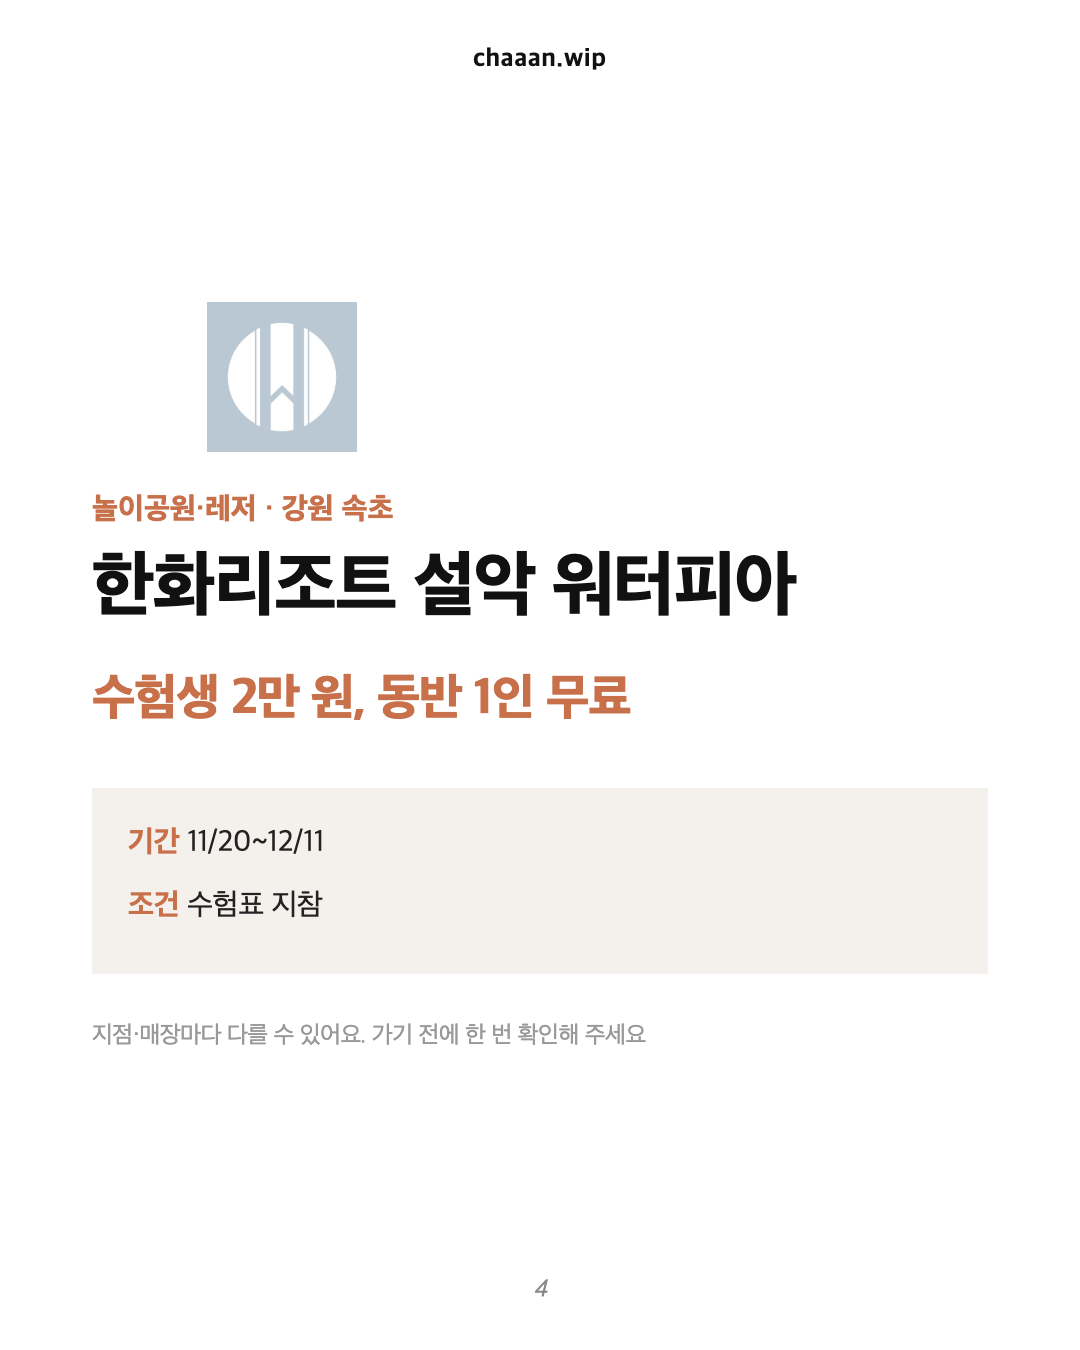 chaaan.wip
놀이공원·레저 · 강원 속초
한화리조트 설악 워터피아
수험생 2만 원, 동반 1인 무료
기간 11/20~12/11
조건 수험표 지참
지점·매장마다 다를 수 있어요. 가기 전에 한 번 확인해 주세요
4